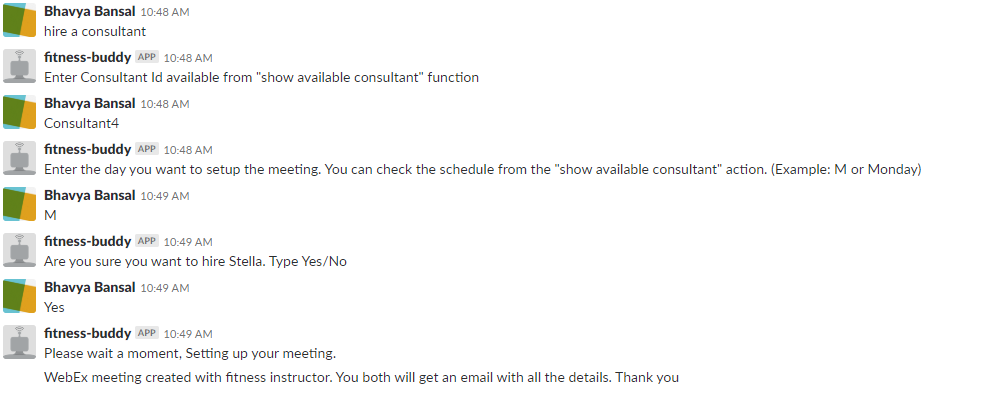 Bhavya Bansal 10:48 AM
hire a consultant
fitness-buddy APP 10:48 AM
Enter Consultant Id available from "show available consultant" function
Bhavya Bansal 10:48 AM
Consultant4
fitness-buddy APP 10:48 AM
Enter the day you want to setup the meeting. You can check the schedule from the "show available consultant" action. (Example: M or Monday)
Bhavya Bansal 10:49 AM
M
fitness-buddy APP 10:49 AM
Are you sure you want to hire Stella. Type Yes/No
Bhavya Bansal 10:49 AM
Yes
fitness-buddy APP 10:49 AM
Please wait a moment, Setting up your meeting.
WebEx meeting created with fitness instructor. You both will get an email with all the details. Thank you